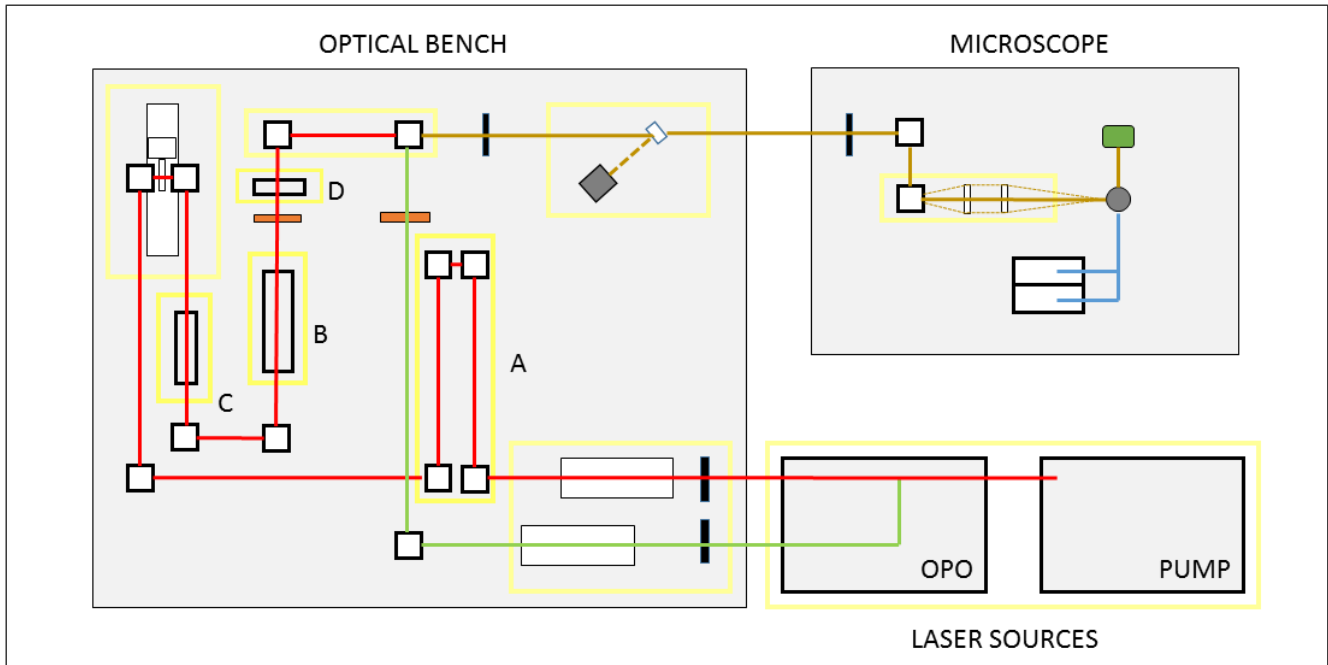 OPTICAL BENCH
MICROSCOPE
D
B
A
C
OPO
PUMP
LASER SOURCES